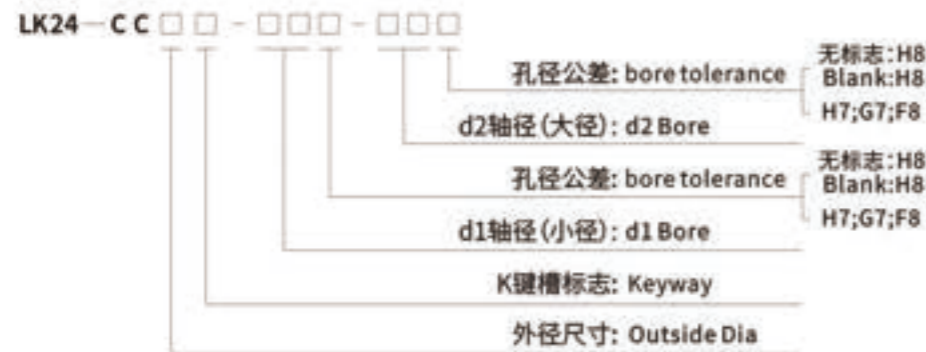 LK24—CC□□-□□□-□□□
孔径公差: bore tolerance
无标志:H8
Blank:H8
H7;G7;F8
d2轴径(大径): d2 Bore
孔径公差: bore tolerance
无标志:H8
Blank:H8
H7;G7;F8
d1轴径(小径): d1 Bore
K键槽标志: Keyway
外径尺寸: Outside Dia